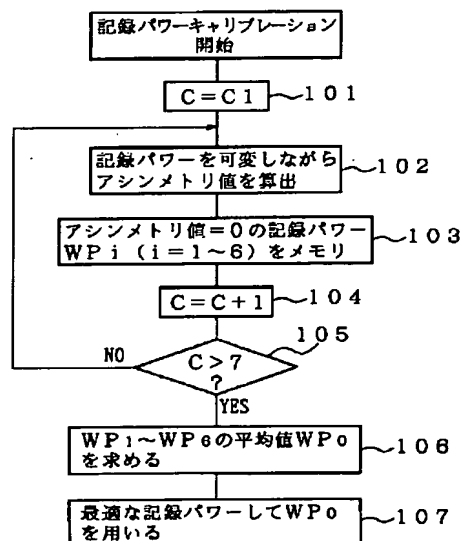 記録パワーキャリブレーション
開始
C=C1
101
記録パワーを可変しながら
アシンメトリ値を算出
102
アシンメトリ値=0の記録パワー
WPi (i=1~6)をメモリ
103
C=C+1
104
105
NO
C>7
?
YES
WP1~WP6の平均値WP0
を求める
106
最適な記録パワーしてWP0
を用いる
107